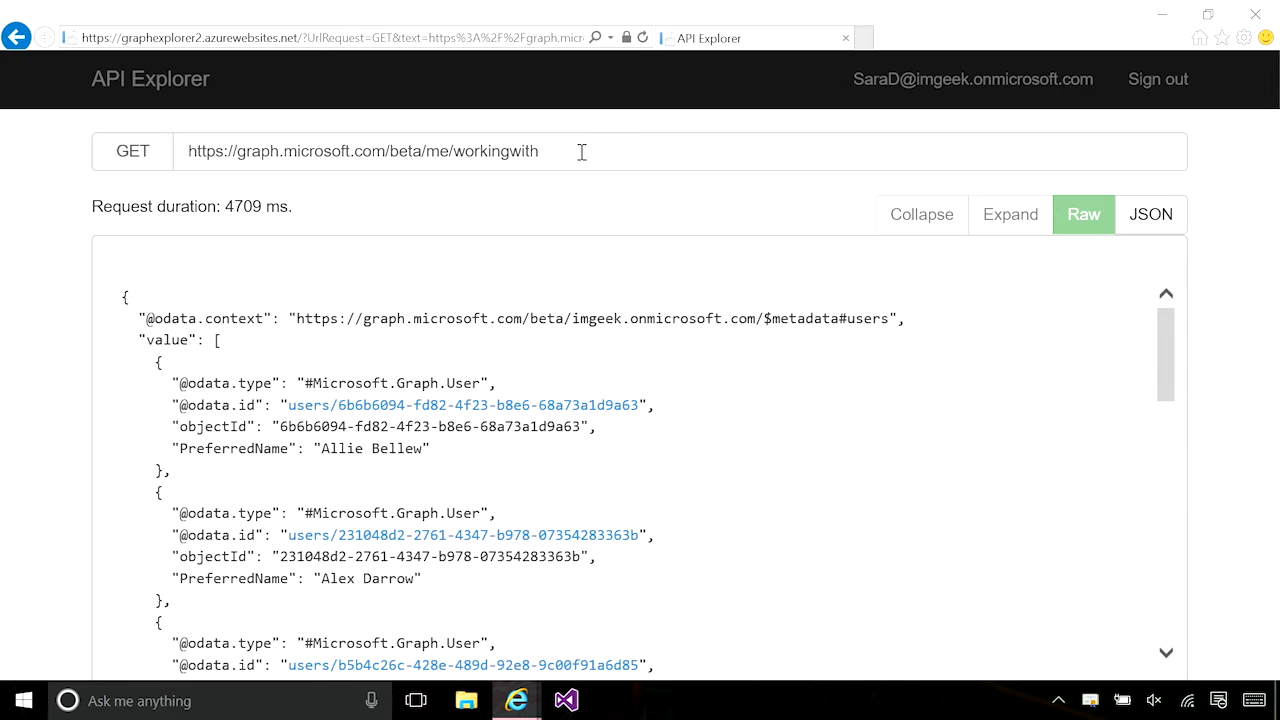 https://graphexplorer2.azurewebsites.net/?UrlRequest=GET&text=https%3A%2F%2Fgraph.micr
API Explorer
API Explorer
SaraD@imgeek.onmicrosoft.com
Sign out
GET
https://graph.microsoft.com/beta/me/workingwith
Request duration: 4709 ms.
Collapse
Expand
Raw
JSON
{
"@odata.context": "https://graph.microsoft.com/beta/imgeek.onmicrosoft.com/$metadata#users",
"value": [
{
"@odata.type": "#Microsoft.Graph.User",
"@odata.id": "users/6b6b6094-fd82-4f23-b8e6-68a73a1d9a63",
"objectId": "6b6b6094-fd82-4f23-b8e6-68a73a1d9a63",
"PreferredName": "Allie Bellew"
},
{
"@odata.type": "#Microsoft.Graph.User",
"@odata.id": "users/231048d2-2761-4347-b978-07354283363b",
"objectId": "231048d2-2761-4347-b978-07354283363b",
"PreferredName": "Alex Darrow"
},
{
"@odata.type": "#Microsoft.Graph.User",
"@odata.id": "users/b5b4c26c-428e-489d-92e8-9c00f91a6d85",
Ask me anything